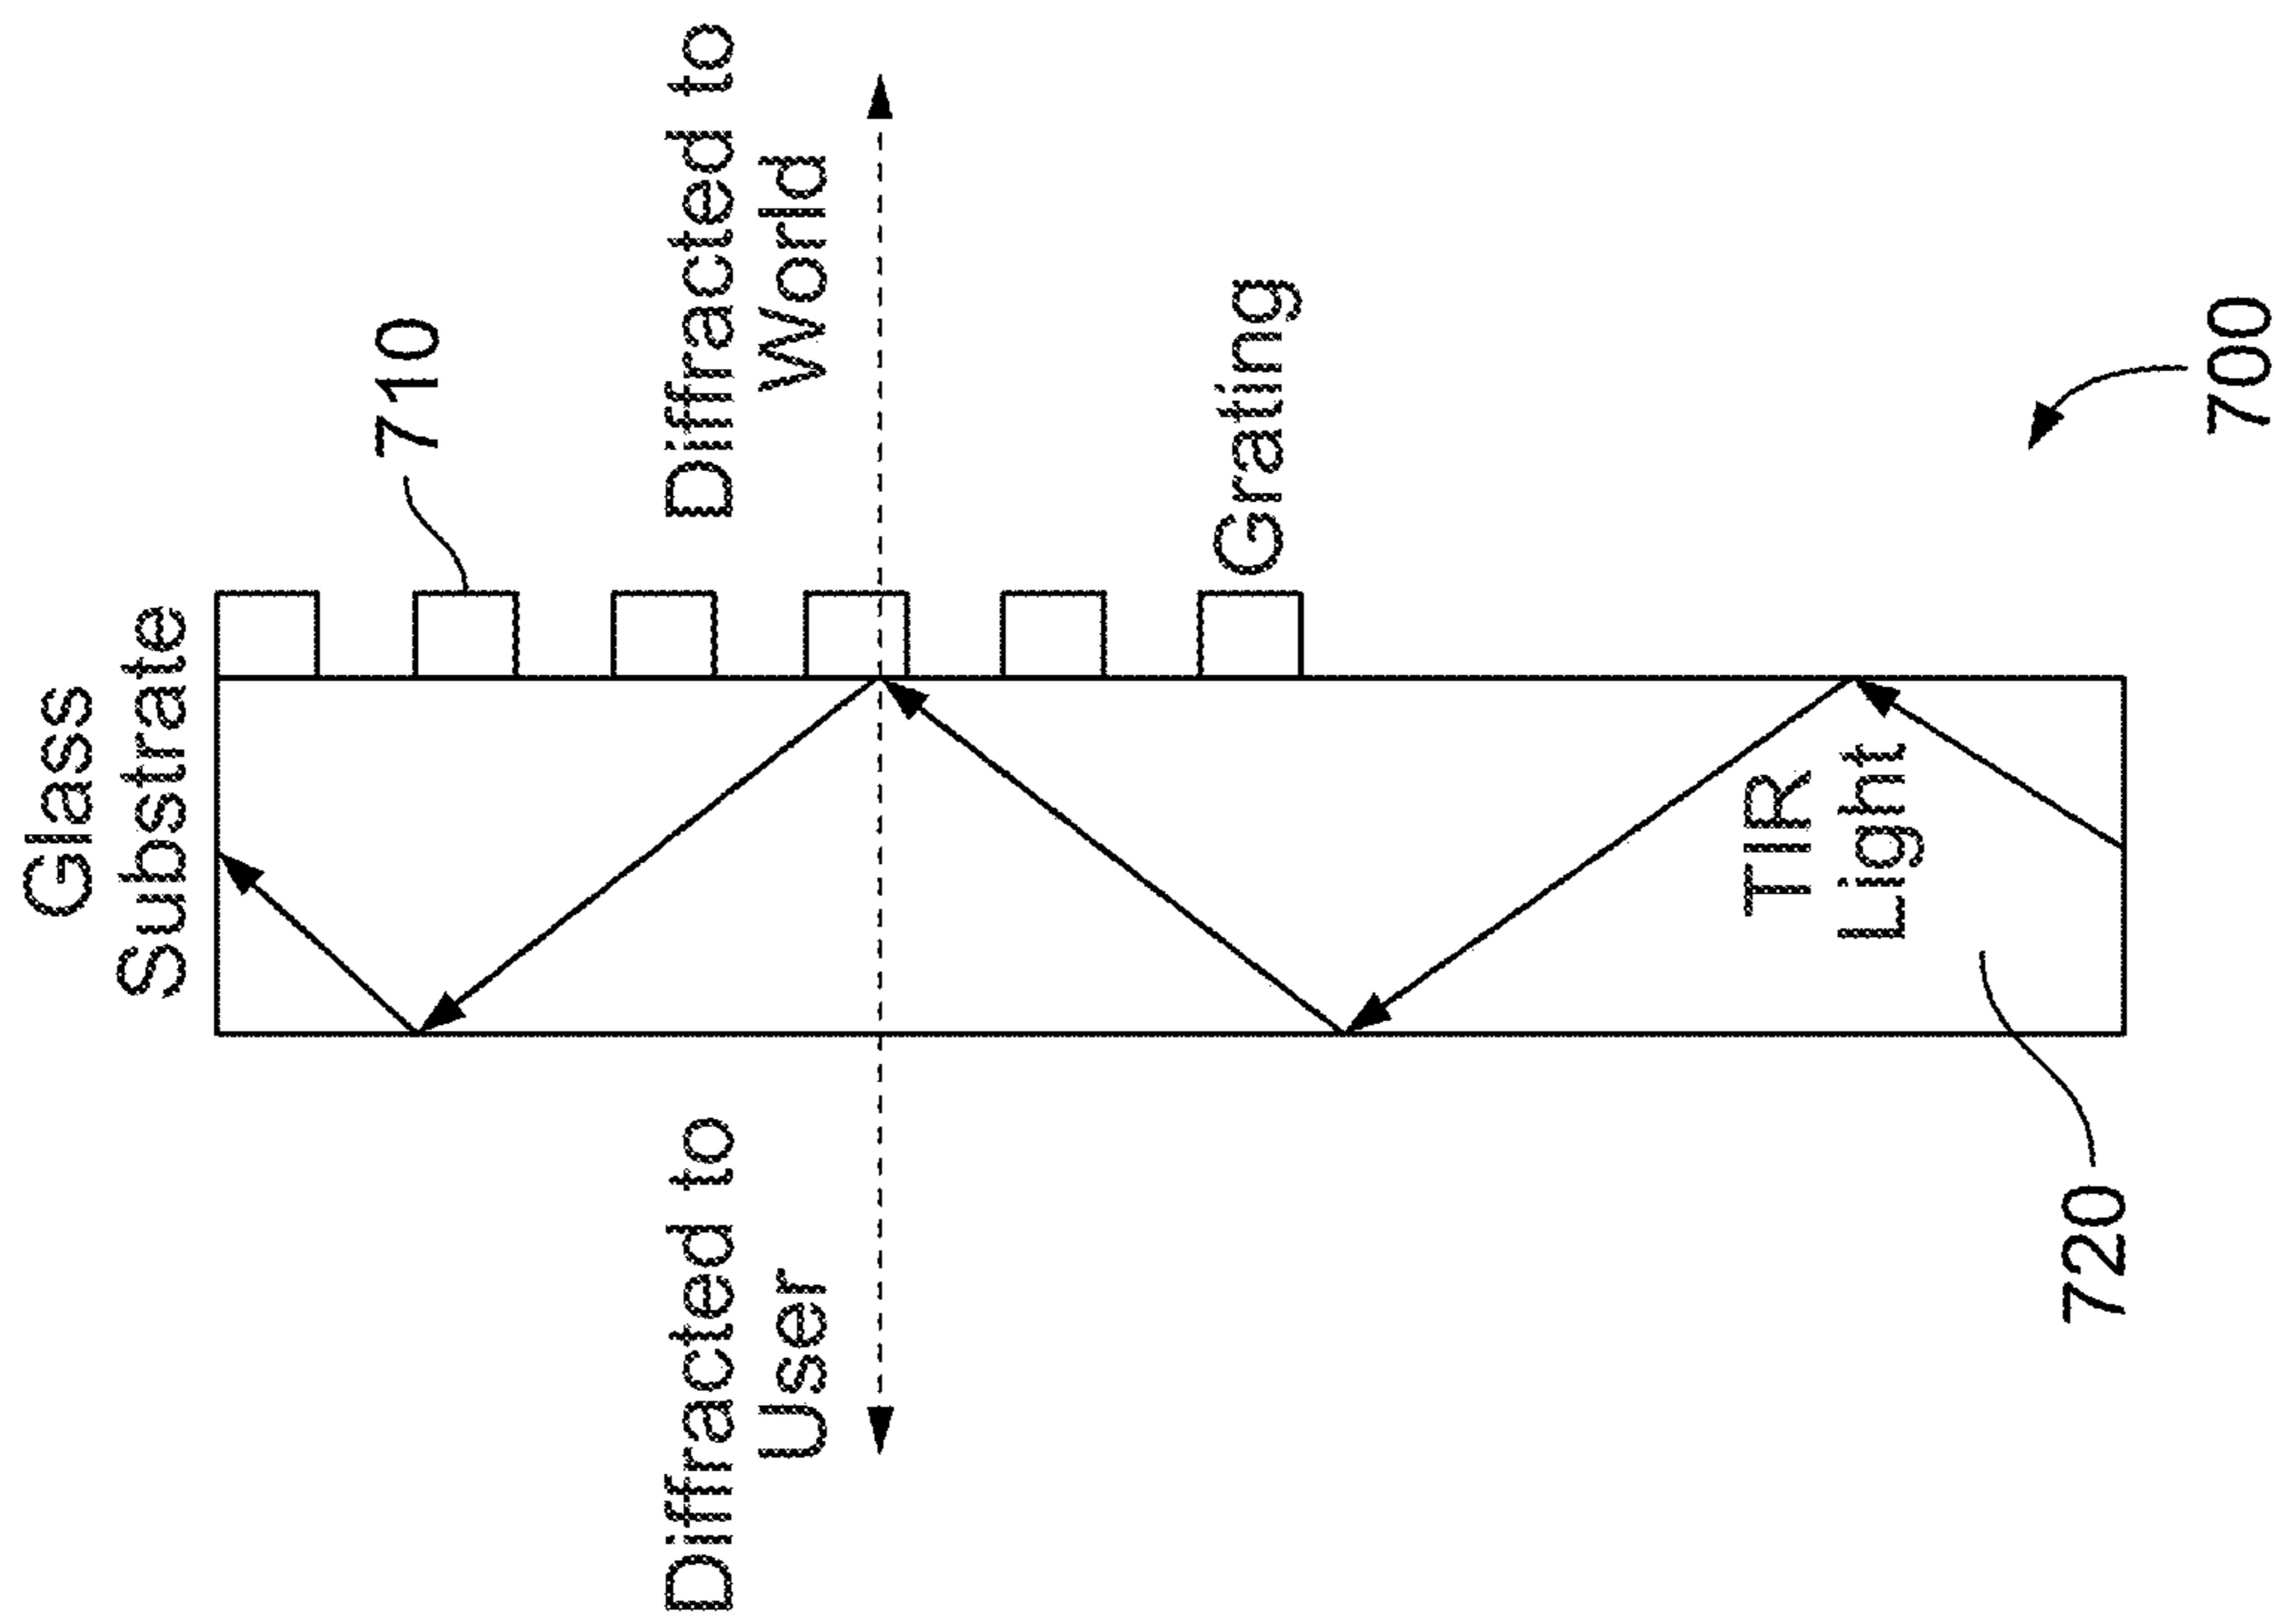 Glass
Substrate
710
Diffracted to
World
Diffracted to
User
Grating
TIR
Light
720
700